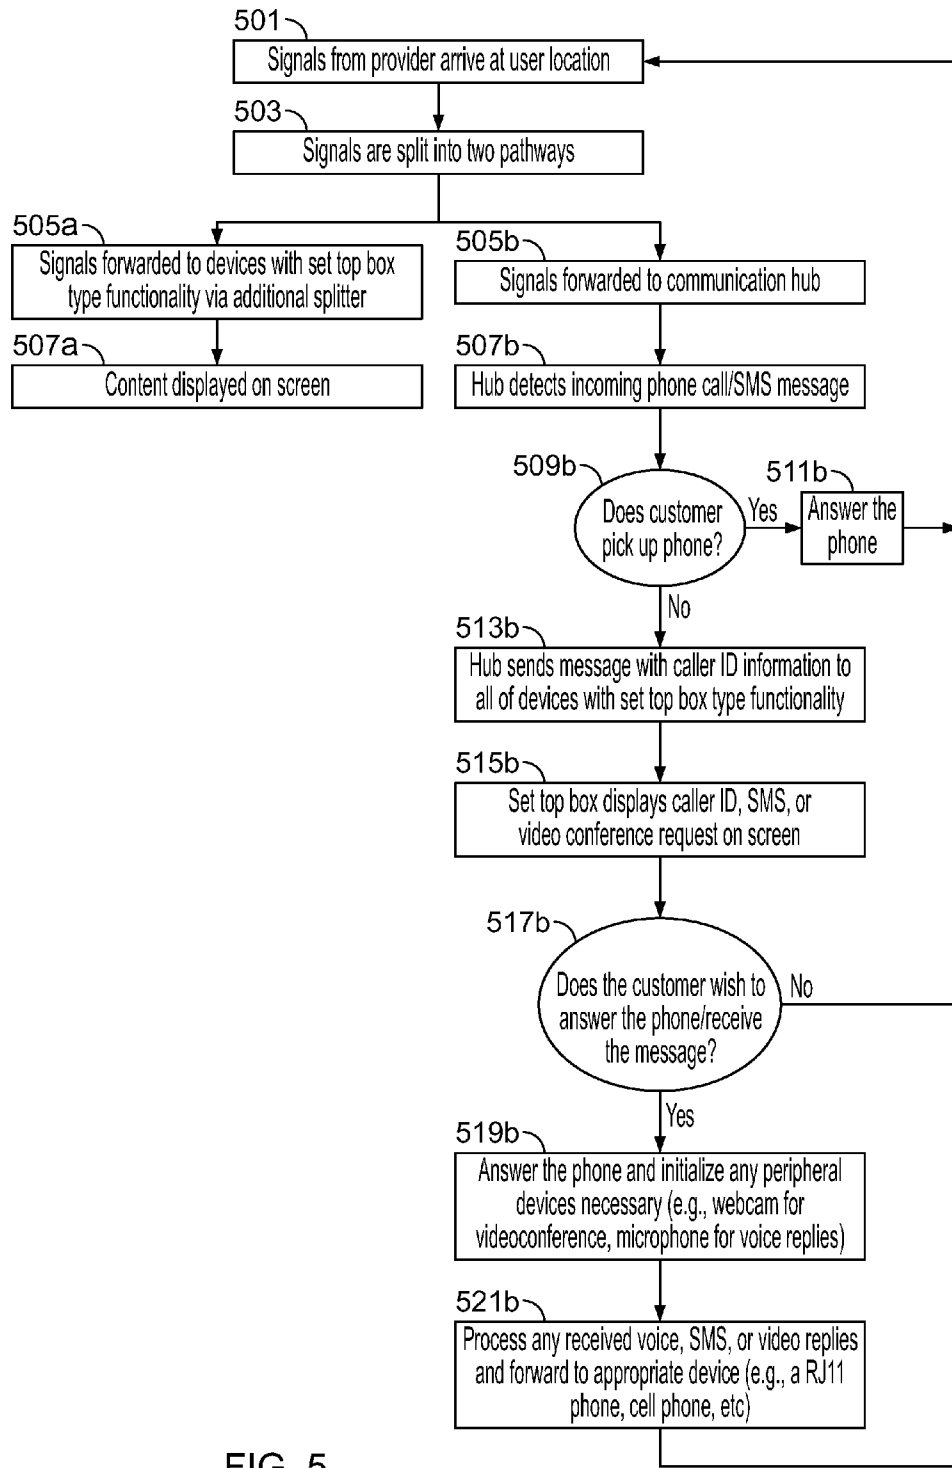 501
Signals from provider arrive at user location
503
Signals are split into two pathways
505a
Signals forwarded to devices with set top box
type functionality via additional splitter
507a
Content displayed on screen
505b
Signals forwarded to communication hub
507b
Hub detects incoming phone call/SMS message
509b
Does customer
pick up phone?
Yes
511b
Answer the
phone
No
513b
Hub sends message with caller ID information to
all of devices with set top box type functionality
515b
Set top box displays caller ID, SMS, or
video conference request on screen
517b
Does the customer wish to
answer the phone/receive
the message?
No
Yes
519b
Answer the phone and initialize any peripheral
devices necessary (e.g., webcam for
videoconference, microphone for voice replies)
521b
Process any received voice, SMS, or video replies
and forward to appropriate device (e.g., a RJ11
phone, cell phone, etc)
FIG. 5